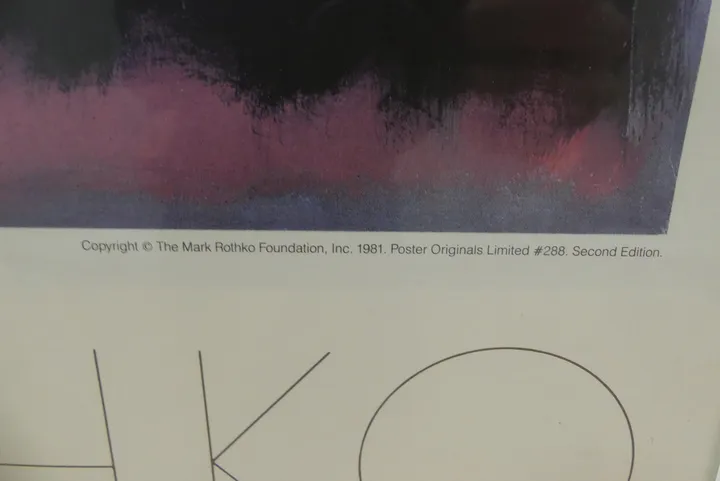 Copyright © The Mark Rothko Foundation, Inc. 1981. Poster Originals Limited #288. Second Edition.
HKO